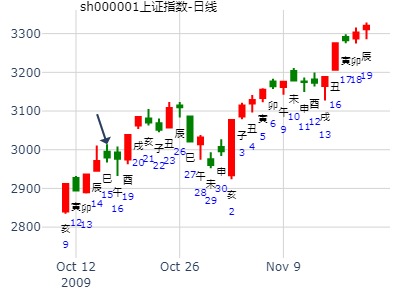 sh000001上证指数-日线
3300
3200
3100
3000
2900
2800
亥
9
寅
12
卯
13
辰
14
巳
15
午
16
酉
19
戌
20
亥
21
子
22
丑
23
辰
26
巳
27
午
28
未
29
申
30
亥
2
子
3
丑
4
寅
5
卯
6
午
9
未
10
申
11
酉
12
戌
13
丑
16
寅
17
卯
18
辰
19
Oct 12
2009
Oct 26
Nov 9